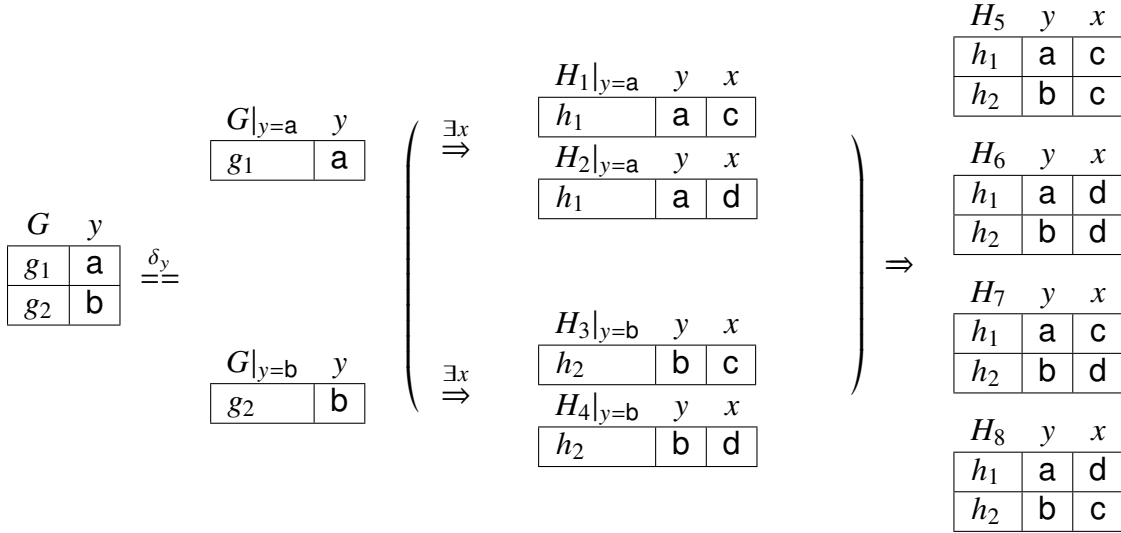 G y
g₁ a
g₂ b
δ_y
==
G|_{y=a} y
g₁ a
G|_{y=b} y
g₂ b
(
∃x
⇒
∃x
⇒
H₁|_{y=a} y x
h₁ a c
H₂|_{y=a} y x
h₁ a d
H₃|_{y=b} y x
h₂ b c
H₄|_{y=b} y x
h₂ b d
)
⇒
H₅ y x
h₁ a c
h₂ b c
H₆ y x
h₁ a d
h₂ b d
H₇ y x
h₁ a c
h₂ b d
H₈ y x
h₁ a d
h₂ b c